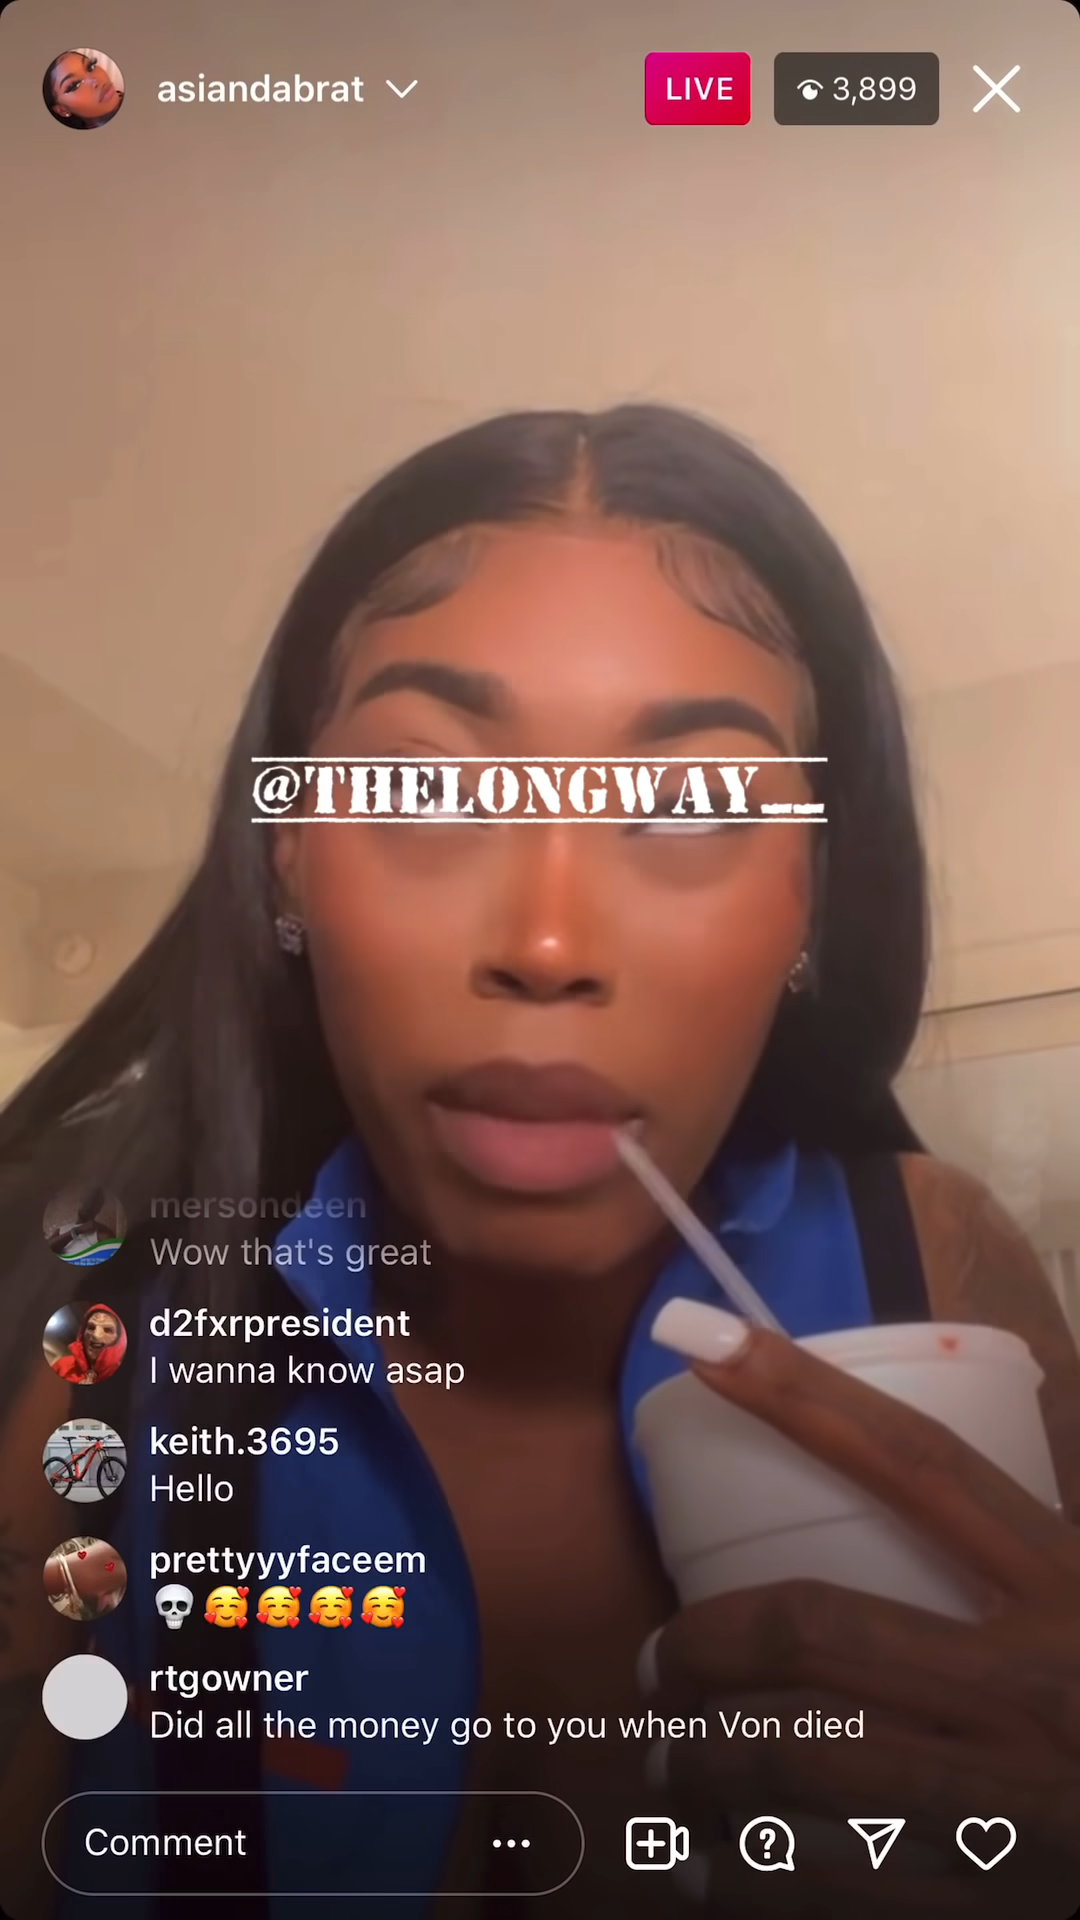 asiandabrat
LIVE
3,899
@THELONGWAY__
mersondeen
Wow that's great
d2fxrpresident
I wanna know asap
keith.3695
Hello
prettyyyfaceem
💀🥰🥰🥰🥰
rtgowner
Did all the money go to you when Von died
Comment